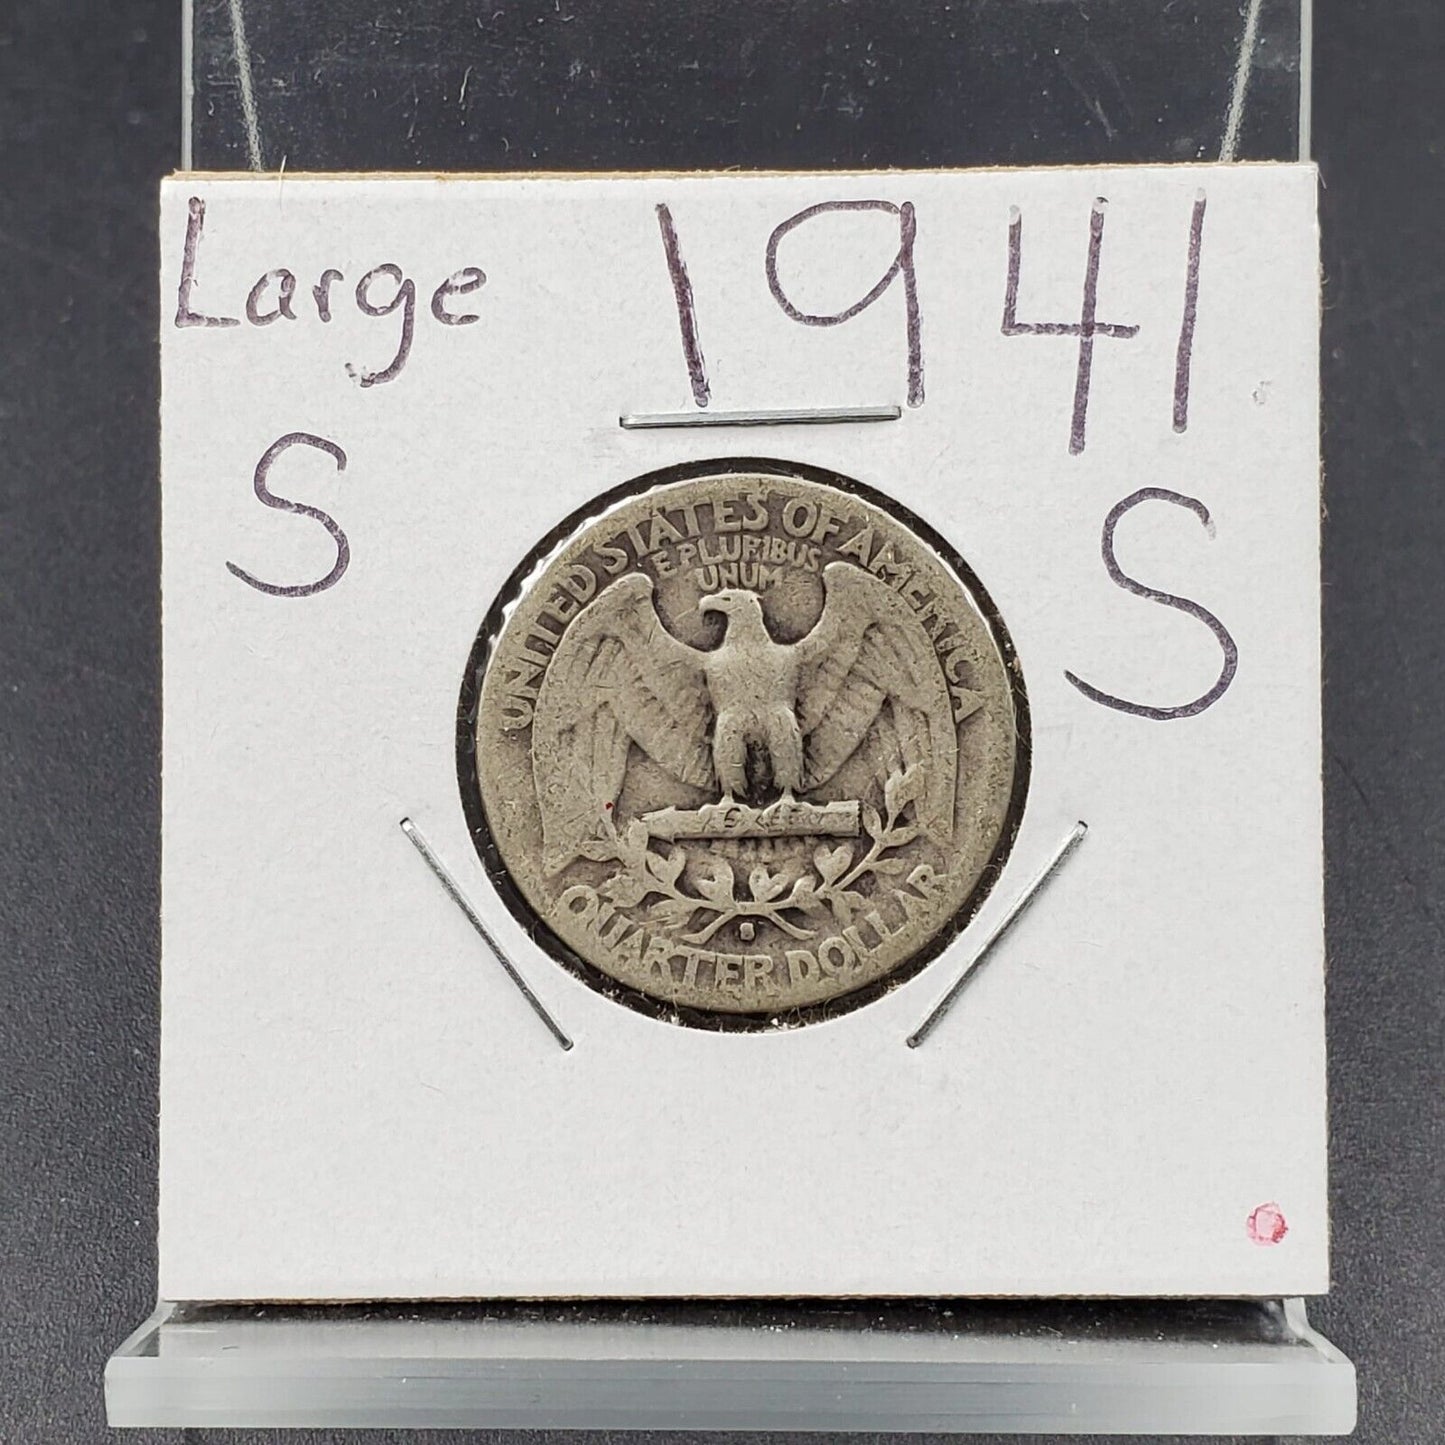 Large 1941
S S
UNITED STATES OF AMERICA
E PLURIBUS
UNUM
S
QUARTER DOLLAR